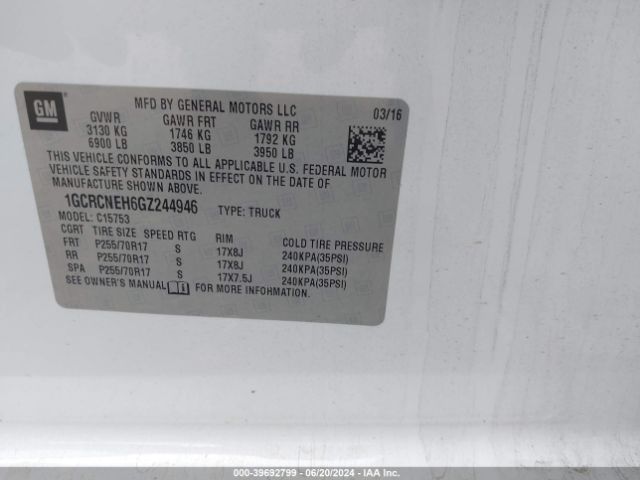 GM
MFD BY GENERAL MOTORS LLC
03/16
GVWR GAWR FRT GAWR RR
3130 KG 1746 KG 1792 KG
6900 LB 3850 LB 3950 LB
THIS VEHICLE CONFORMS TO ALL APPLICABLE U.S. FEDERAL MOTOR
VEHICLE SAFETY STANDARDS IN EFFECT ON THE DATE OF
MANUFACTURE SHOWN ABOVE.
1GCRCNEH6GZ244946 TYPE: TRUCK
MODEL: C15753
CGRT TIRE SIZE SPEED RTG RIM COLD TIRE PRESSURE
FRT P255/70R17 S 17X8J 240KPA(35PSI)
RR P255/70R17 S 17X8J 240KPA(35PSI)
SPA P255/70R17 S 17X7.5J 240KPA(35PSI)
SEE OWNER'S MANUAL FOR MORE INFORMATION.
000-39692799 - 06/20/2024 - IAA Inc.